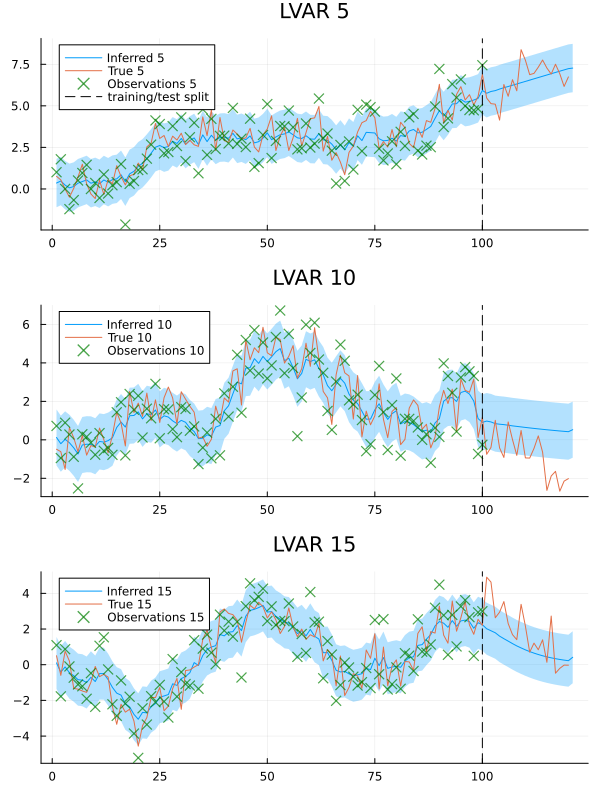 LVAR 5
Inferred 5
True 5
Observations 5
training/test split
7.5
5.0
2.5
0.0
0 25 50 75 100
LVAR 10
Inferred 10
True 10
Observations 10
6
4
2
0
−2
0 25 50 75 100
LVAR 15
Inferred 15
True 15
Observations 15
4
2
0
−2
−4
0 25 50 75 100